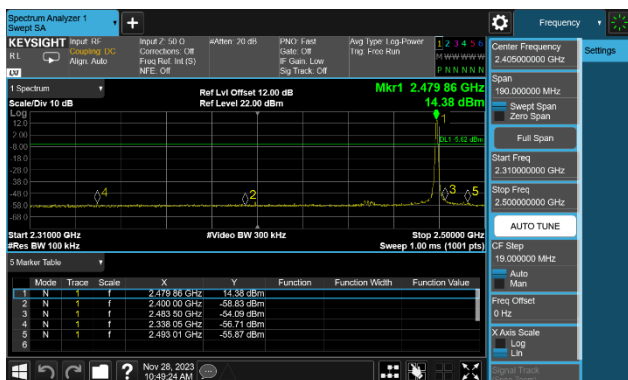 Spectrum Analyzer 1
Swept SA
Frequency
KEYSIGHT
Input: RF
Coupling: DC
Align: Auto
RL
Input Z: 50 Ω
Corrections: Off
Freq Ref: Int (S)
NFE: Off
#Atten: 20 dB
PNO: Fast
Gate: Off
IF Gain: Low
Sig Track: Off
Avg Type: Log-Power
Trig: Free Run
1 2 3 4 5 6
M W W W W W
P N N N N N
LXI
1 Spectrum
Scale/Div 10 dB
Ref Lvl Offset 12.00 dB
Ref Level 22.00 dBm
Mkr1 2.479 86 GHz
14.38 dBm
Log
12.0
2.00
-8.00
-18.0
-28.0
-38.0
-48.0
-58.0
-68.0
DL1 -5.62 dBm
1
4
2
3
5
Start 2.31000 GHz
#Res BW 100 kHz
#Video BW 300 kHz
Stop 2.50000 GHz
Sweep 1.00 ms (1001 pts)
5 Marker Table
Mode Trace Scale X Y Function Function Width Function Value
1 N 1 f 2.479 86 GHz 14.38 dBm
2 N 1 f 2.400 00 GHz -58.83 dBm
3 N 1 f 2.483 50 GHz -54.09 dBm
4 N 1 f 2.338 05 GHz -56.71 dBm
5 N 1 f 2.493 01 GHz -55.87 dBm
6
Nov 28, 2023
10:49:24 AM
Settings
Center Frequency
2.405000000 GHz
Span
190.000000 MHz
Swept Span
Zero Span
Full Span
Start Freq
2.310000000 GHz
Stop Freq
2.500000000 GHz
AUTO TUNE
CF Step
19.000000 MHz
Auto
Man
Freq Offset
0 Hz
X Axis Scale
Log
Lin
Signal Track